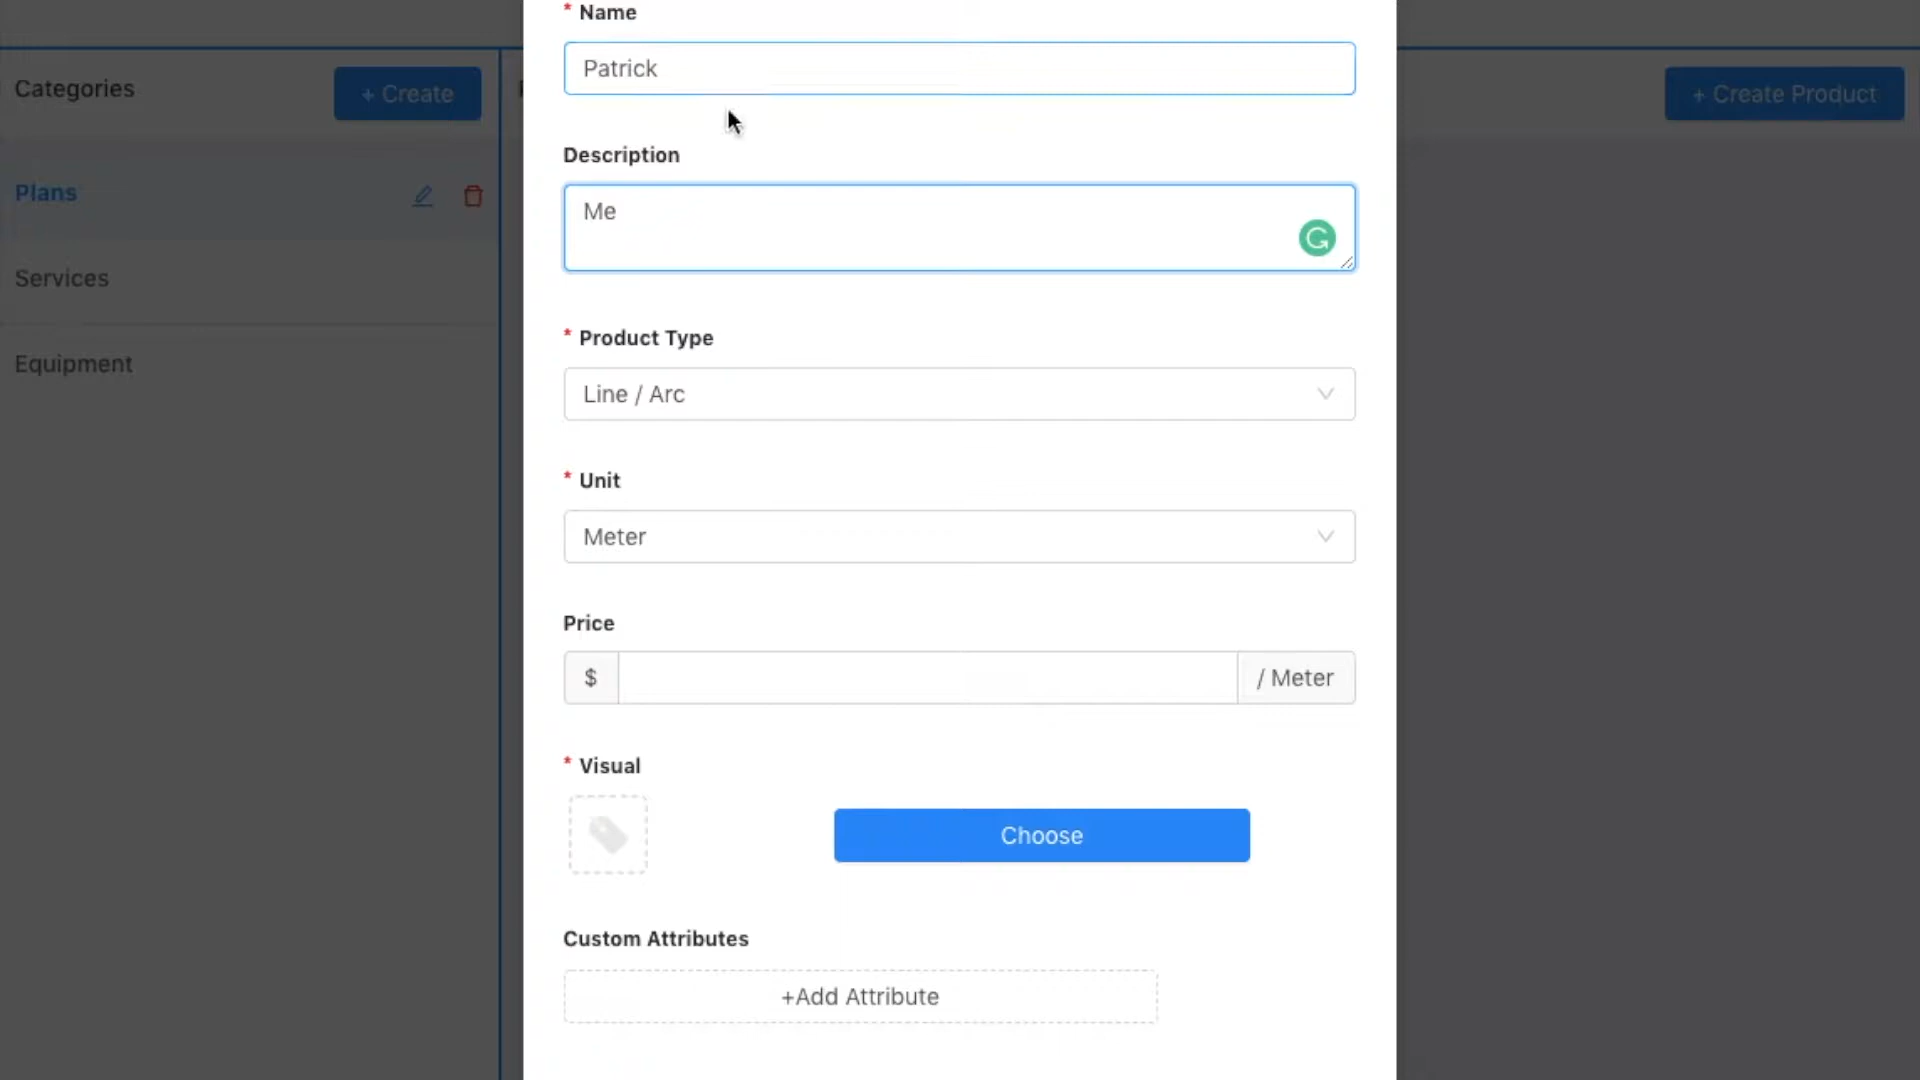 * Name
Patrick
Categories
+ Create
+ Create Product
Description
Plans
Me
Services
* Product Type
Equipment
Line / Arc
* Unit
Meter
Price
$
/ Meter
* Visual
Choose
Custom Attributes
+Add Attribute